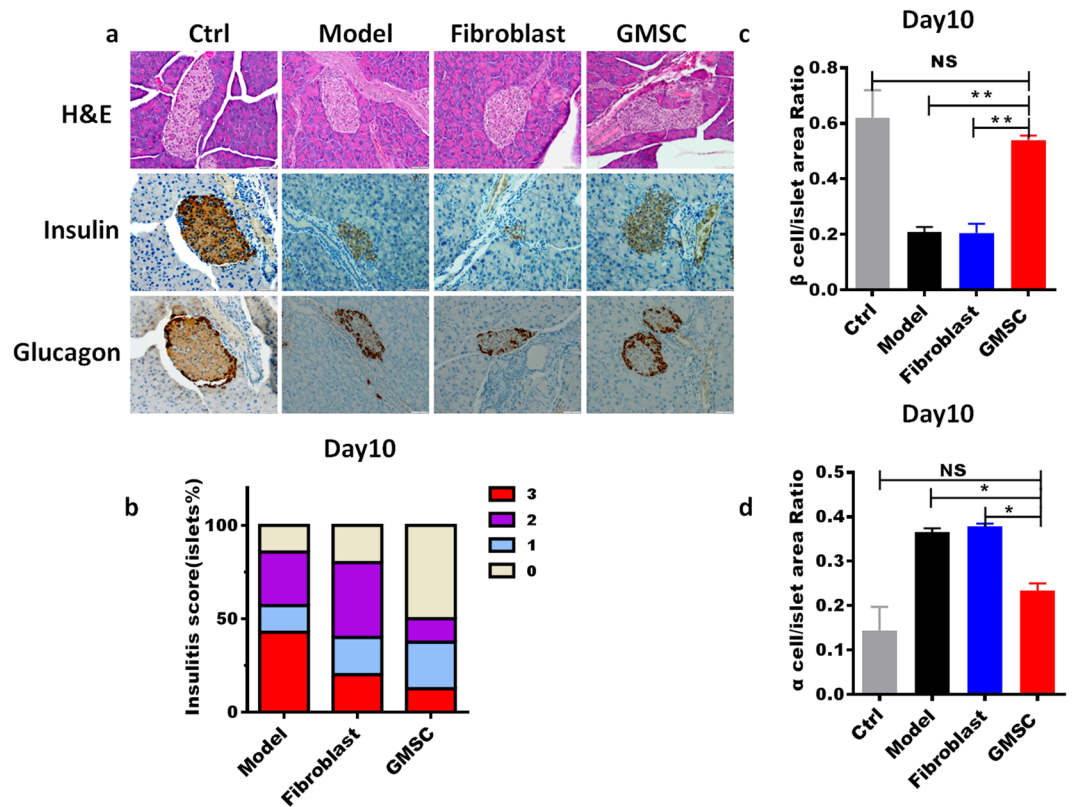 a
Ctrl
Model
Fibroblast
GMSC
H&E
Insulin
Glucagon
Day10
b
Insulitis score(islets%)
100
50
0
Model
Fibroblast
GMSC
3
2
1
0
c
Day10
β cell/islet area Ratio
0.8
0.6
0.4
0.2
0.0
NS
**
**
Ctrl
Model
Fibroblast
GMSC
d
Day10
α cell/islet area Ratio
0.5
0.4
0.3
0.2
0.1
0.0
NS
*
*
Ctrl
Model
Fibroblast
GMSC